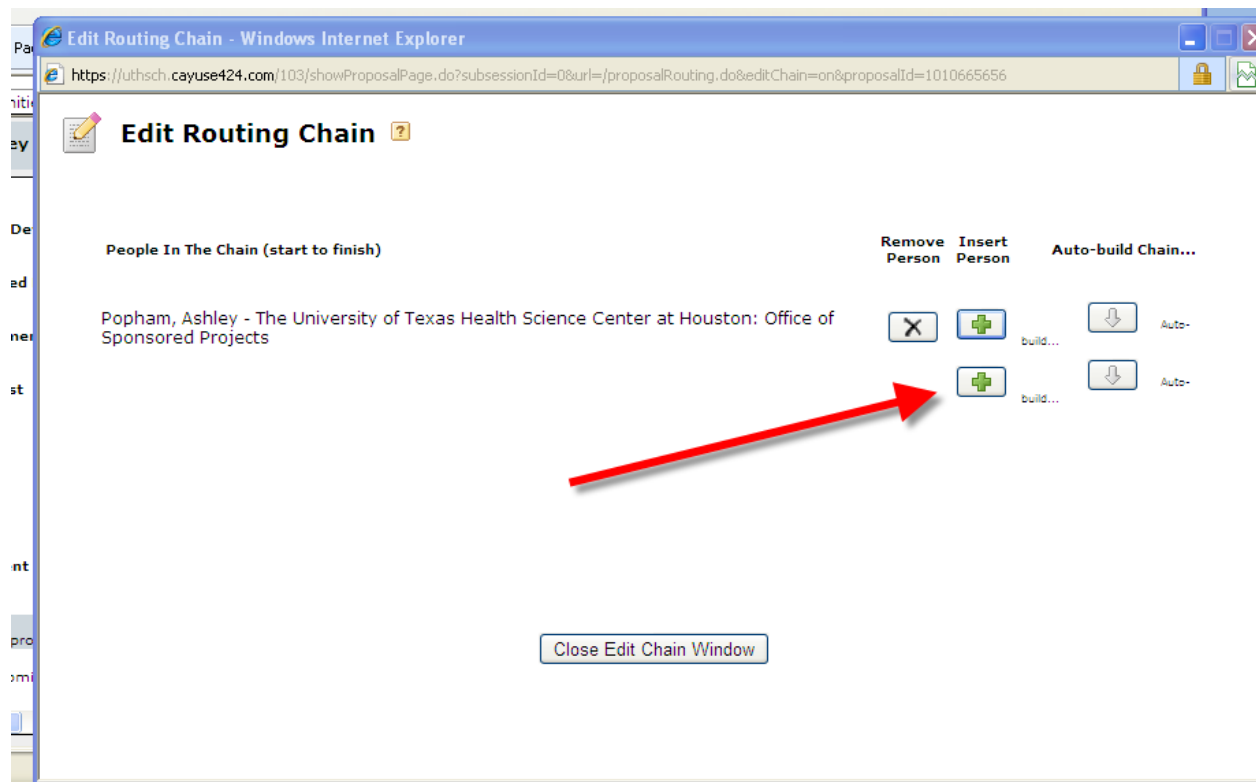 Edit Routing Chain - Windows Internet Explorer
https://uthsch.cayuse424.com/103/showProposalPage.do?subsessionId=0&url=/proposalRouting.do&editChain=on&proposalId=1010665656
Edit Routing Chain ?
People In The Chain (start to finish)
Remove Person
Insert Person
Auto-build Chain...
Popham, Ashley - The University of Texas Health Science Center at Houston: Office of
Sponsored Projects
Auto-
build...
Auto-
build...
Close Edit Chain Window